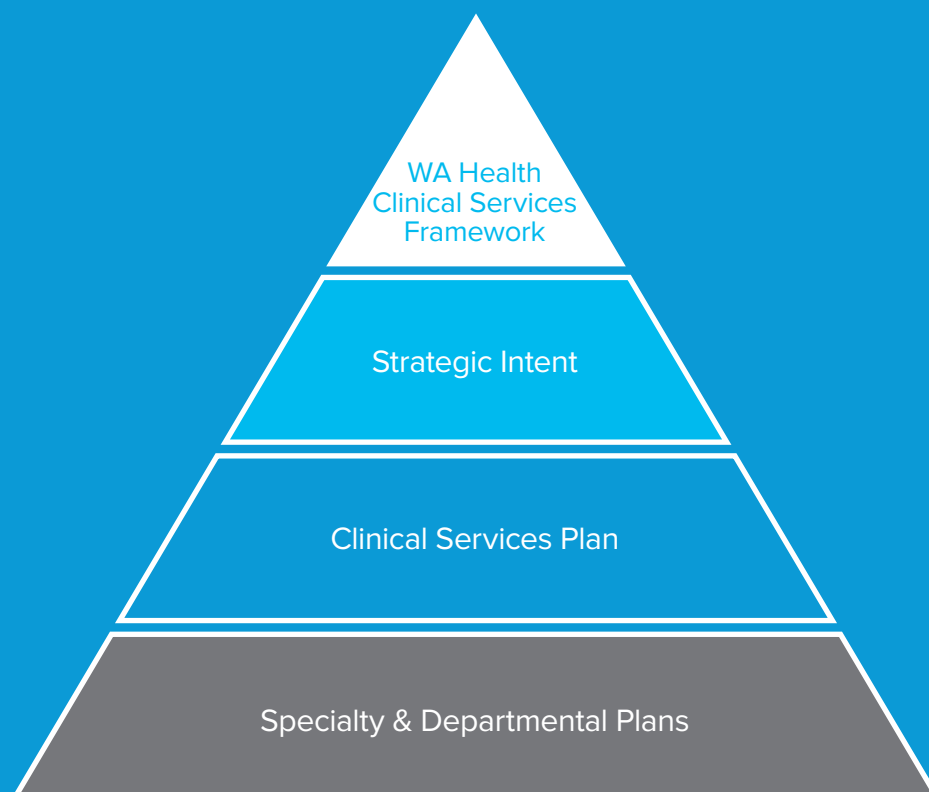 WA Health
Clinical Services
Framework
Strategic Intent
Clinical Services Plan
Specialty & Departmental Plans